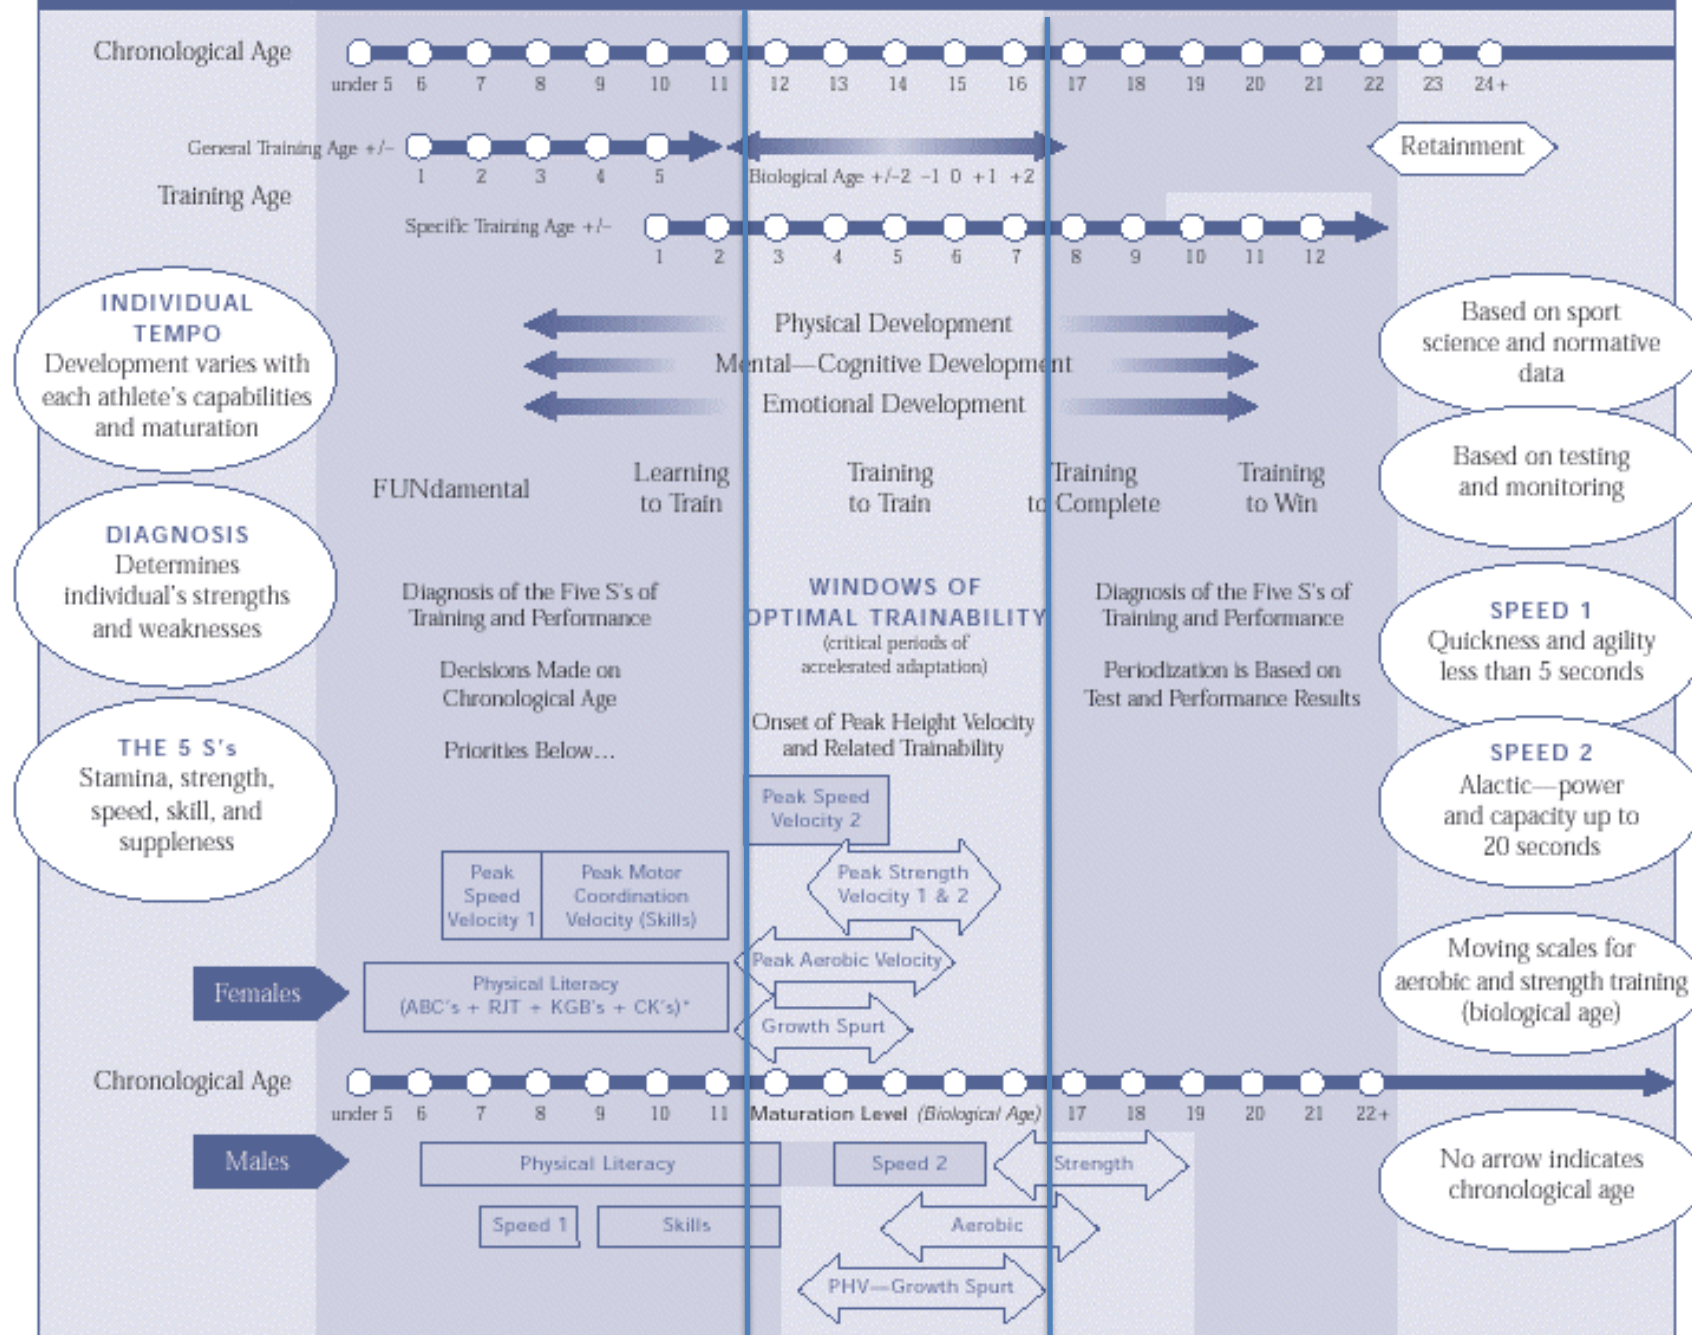 Chronological Age
under 5 6 7 8 9 10 11 12 13 14 15 16 17 18 19 20 21 22 23 24+
General Training Age +/–
1 2 3 4 5
Biological Age +/–2 –1 0 +1 +2
Retainment
Training Age
Specific Training Age +/–
1 2 3 4 5 6 7 8 9 10 11 12
INDIVIDUAL
TEMPO
Development varies with
each athlete's capabilities
and maturation
Physical Development
Mental—Cognitive Development
Emotional Development
Based on sport
science and normative
data
FUNdamental
Learning
to Train
Training
to Train
Training
to Complete
Training
to Win
Based on testing
and monitoring
DIAGNOSIS
Determines
individual's strengths
and weaknesses
Diagnosis of the Five S's of
Training and Performance
Decisions Made on
Chronological Age
Priorities Below…
WINDOWS OF
OPTIMAL TRAINABILITY
(critical periods of
accelerated adaptation)
Onset of Peak Height Velocity
and Related Trainability
Diagnosis of the Five S's of
Training and Performance
Periodization is Based on
Test and Performance Results
SPEED 1
Quickness and agility
less than 5 seconds
THE 5 S's
Stamina, strength,
speed, skill, and
suppleness
SPEED 2
Alactic—power
and capacity up to
20 seconds
Peak Speed
Velocity 2
Peak
Speed
Velocity 1
Peak Motor
Coordination
Velocity (Skills)
Peak Strength
Velocity 1 & 2
Peak Aerobic Velocity
Females
Physical Literacy
(ABC's + RJT + KGB's + CK's)*
Growth Spurt
Moving scales for
aerobic and strength training
(biological age)
Chronological Age
under 5 6 7 8 9 10 11 Maturation Level (Biological Age) 17 18 19 20 21 22+
Males
Physical Literacy
Speed 2
Strength
Speed 1
Skills
Aerobic
PHV—Growth Spurt
No arrow indicates
chronological age